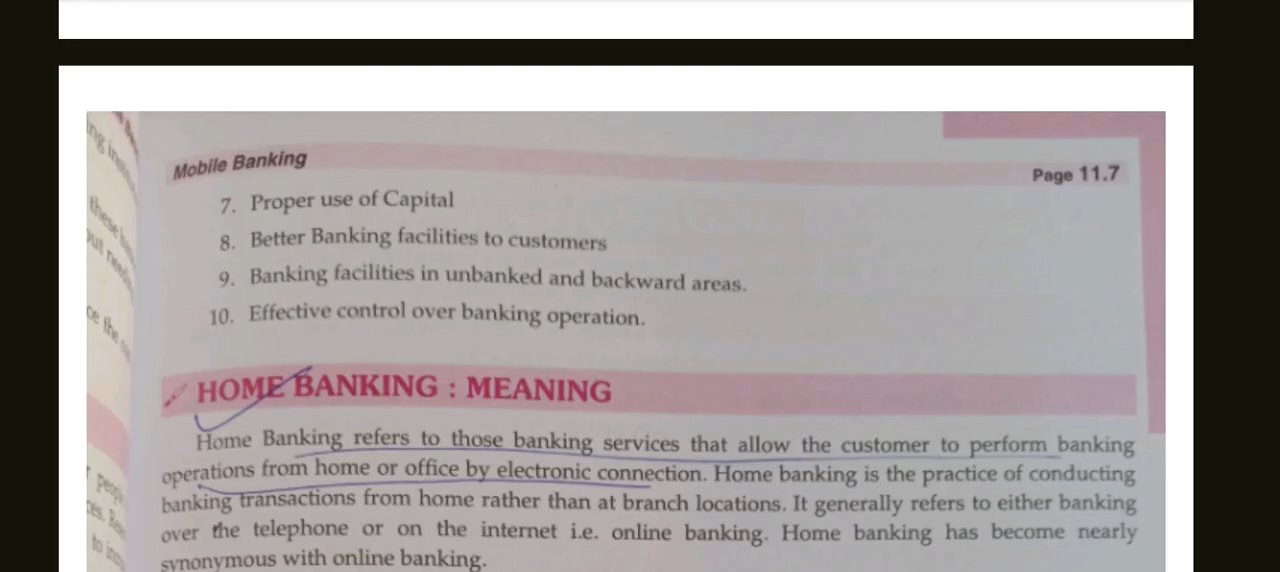 Mobile Banking
Page 11.7
7. Proper use of Capital
8. Better Banking facilities to customers
9. Banking facilities in unbanked and backward areas.
10. Effective control over banking operation.
HOME BANKING : MEANING
Home Banking refers to those banking services that allow the customer to perform banking
operations from home or office by electronic connection. Home banking is the practice of conducting
banking transactions from home rather than at branch locations. It generally refers to either banking
over the telephone or on the internet i.e. online banking. Home banking has become nearly
synonymous with online banking.